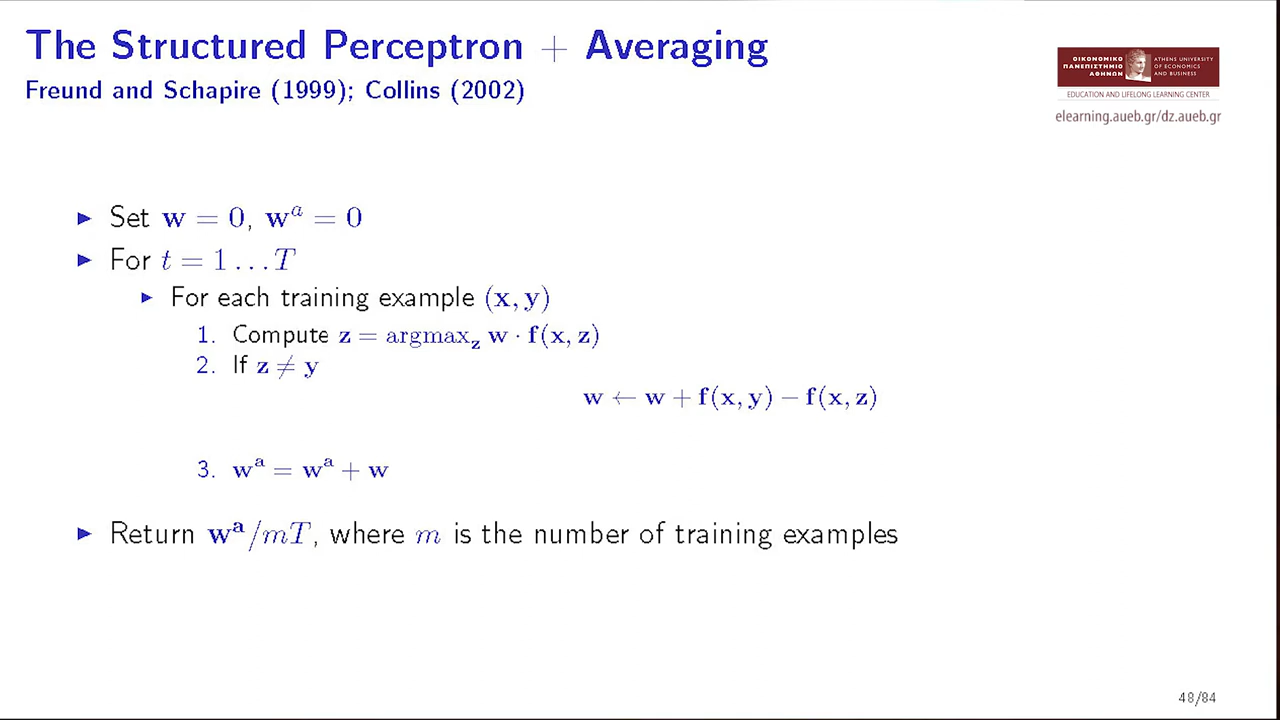 The Structured Perceptron + Averaging
Freund and Schapire (1999); Collins (2002)
ΟΙΚΟΝΟΜΙΚΟ
ΠΑΝΕΠΙΣΤΗΜΙΟ
ΑΘΗΝΩΝ
ATHENS UNIVERSITY
OF ECONOMICS
AND BUSINESS
EDUCATION AND LIFELONG LEARNING CENTER
elearning.aueb.gr/dz.aueb.gr
▶ Set w = 0, wᵃ = 0
▶ For t = 1 … T
▶ For each training example (x, y)
1. Compute z = argmax_z w · f(x, z)
2. If z ≠ y
w ← w + f(x, y) − f(x, z)
3. wᵃ = wᵃ + w
▶ Return wᵃ/mT, where m is the number of training examples
48/84